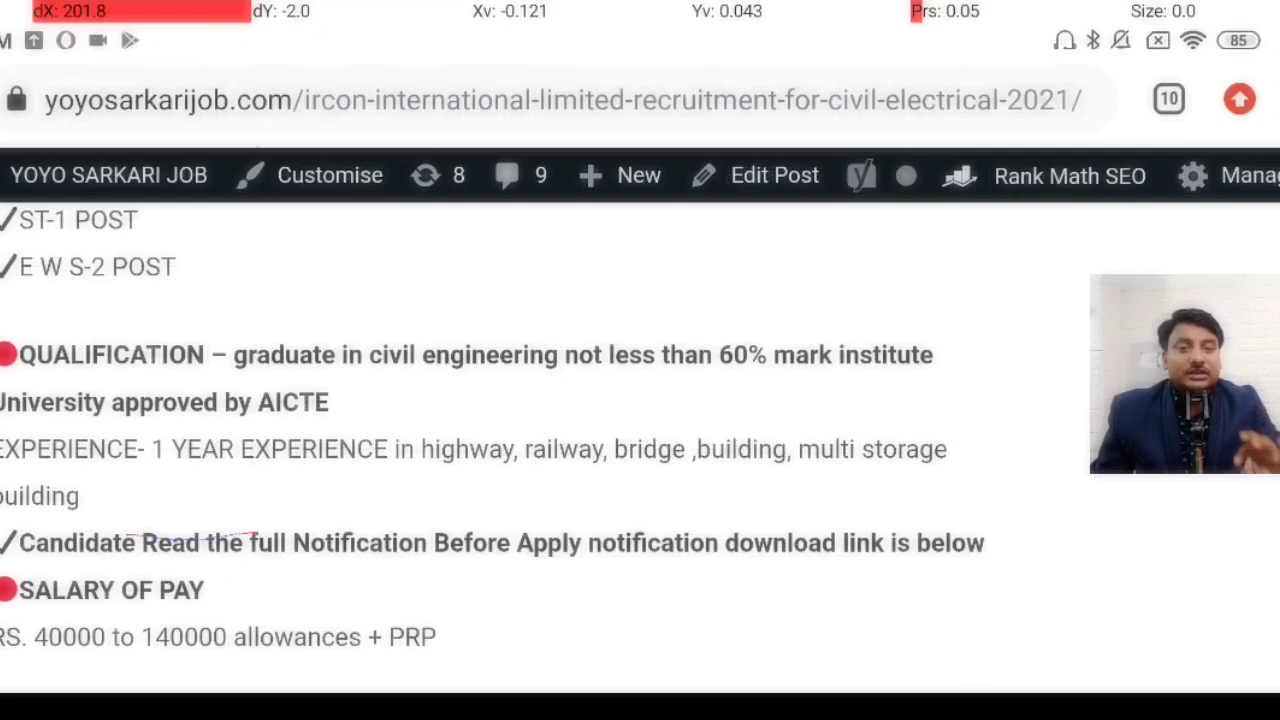 dX: 201.8 dY: -2.0 Xv: -0.121 Yv: 0.043 Prs: 0.05 Size: 0.0
M 85
yoyosarkarijob.com/ircon-international-limited-recruitment-for-civil-electrical-2021/ 10
YOYO SARKARI JOB Customise 8 9 New Edit Post Rank Math SEO Mana
✓ST-1 POST
✓E W S-2 POST
QUALIFICATION – graduate in civil engineering not less than 60% mark institute
University approved by AICTE
EXPERIENCE- 1 YEAR EXPERIENCE in highway, railway, bridge ,building, multi storage
building
✓Candidate Read the full Notification Before Apply notification download link is below
SALARY OF PAY
RS. 40000 to 140000 allowances + PRP